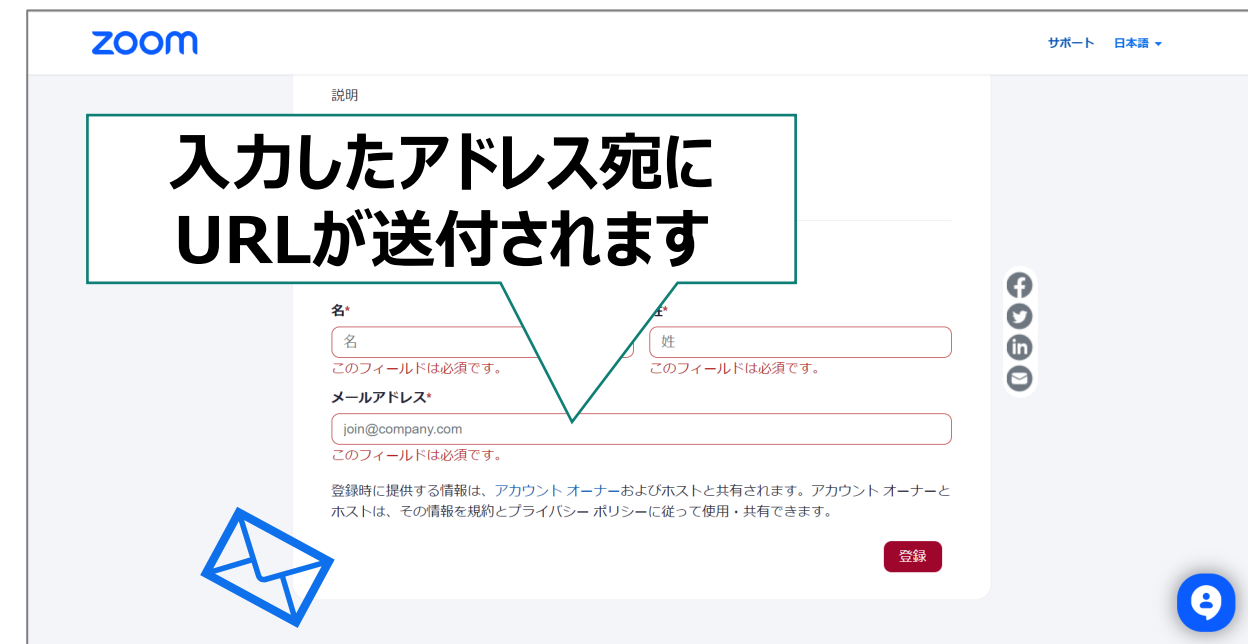 zoom
サポート 日本語
説明
入力したアドレス宛に
URLが送付されます
名*
名
このフィールドは必須です。
姓
このフィールドは必須です。
メールアドレス*
join@company.com
このフィールドは必須です。
登録時に提供する情報は、アカウント オーナーおよびホストと共有されます。アカウント オーナーと
ホストは、その情報を規約とプライバシー ポリシーに従って使用・共有できます。
登録